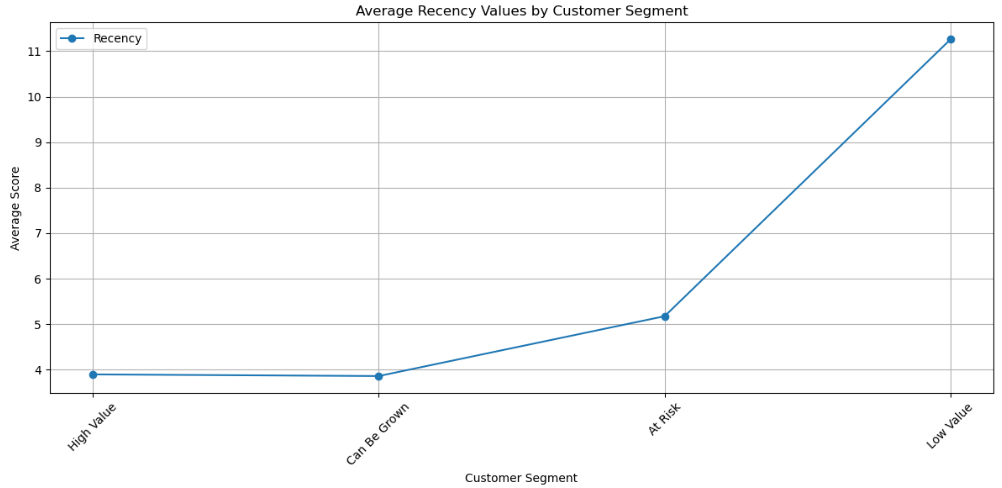 Average Recency Values by Customer Segment
Recency
11
10
9
8
7
6
5
4
Average Score
High Value
Can Be Grown
At Risk
Low Value
Customer Segment